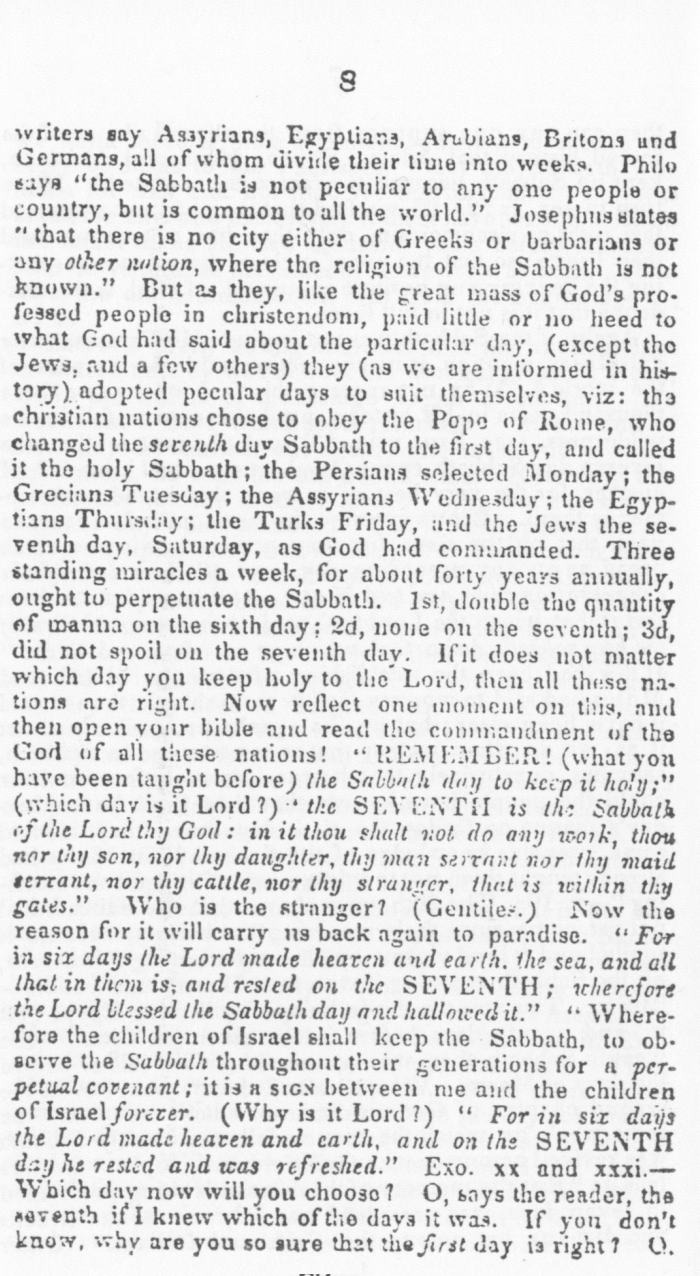 8
writers say Assyrians, Egyptians, Arabians, Britons and
Germans, all of whom divide their time into weeks. Philo
says "the Sabbath is not peculiar to any one people or
country, but is common to all the world." Josephus states
"that there is no city either of Greeks or barbarians or
any other nation, where the religion of the Sabbath is not
known." But as they, like the great mass of God's pro-
fessed people in christendom, paid little or no heed to
what God had said about the particular day, (except the
Jews, and a few others) they (as we are informed in his-
tory) adopted pecular days to suit themselves, viz: the
christian nations chose to obey the Pope of Rome, who
changed the seventh day Sabbath to the first day, and called
it the holy Sabbath; the Persians selected Monday; the
Grecians Tuesday; the Assyrians Wednesday; the Egyp-
tians Thursday; the Turks Friday, and the Jews the se-
venth day, Saturday, as God had commanded. Three
standing miracles a week, for about forty years annually,
ought to perpetuate the Sabbath. 1st, double the quantity
of manna on the sixth day; 2d, none on the seventh; 3d,
did not spoil on the seventh day. If it does not matter
which day you keep holy to the Lord, then all these na-
tions are right. Now reflect one moment on this, and
then open your bible and read the commandment of the
God of all these nations! "REMEMBER! (what you
have been taught before) the Sabbath day to keep it holy;"
(which day is it Lord?) "the SEVENTH is the Sabbath
of the Lord thy God: in it thou shalt not do any work, thou
nor thy son, nor thy daughter, thy man servant nor thy maid
servant, nor thy cattle, nor thy stranger, that is within thy
gates." Who is the stranger? (Gentiles.) Now the
reason for it will carry us back again to paradise. "For
in six days the Lord made heaven and earth, the sea, and all
that in them is, and rested on the SEVENTH; wherefore
the Lord blessed the Sabbath day and hallowed it." "Where-
fore the children of Israel shall keep the Sabbath, to ob-
serve the Sabbath throughout their generations for a per-
petual covenant; it is a SIGN between me and the children
of Israel forever. (Why is it Lord?) "For in six days
the Lord made heaven and earth, and on the SEVENTH
day he rested and was refreshed." Exo. xx and xxxi.—
Which day now will you choose? O, says the reader, the
seventh if I knew which of the days it was. If you don't
know, why are you so sure that the first day is right? O,